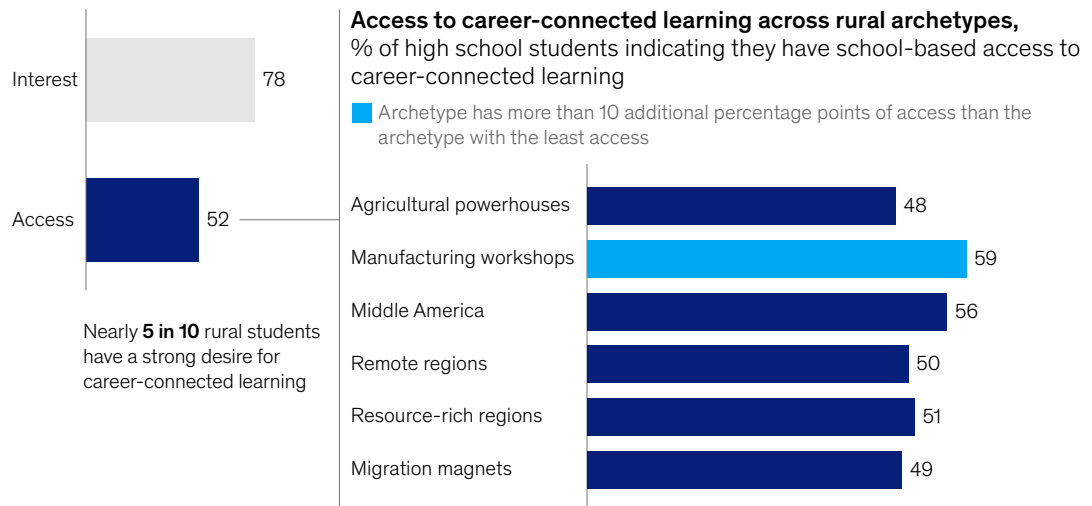 Interest
78
Access
52
Nearly 5 in 10 rural students
have a strong desire for
career-connected learning
Access to career-connected learning across rural archetypes,
% of high school students indicating they have school-based access to
career-connected learning
Archetype has more than 10 additional percentage points of access than the
archetype with the least access
Agricultural powerhouses
48
Manufacturing workshops
59
Middle America
56
Remote regions
50
Resource-rich regions
51
Migration magnets
49